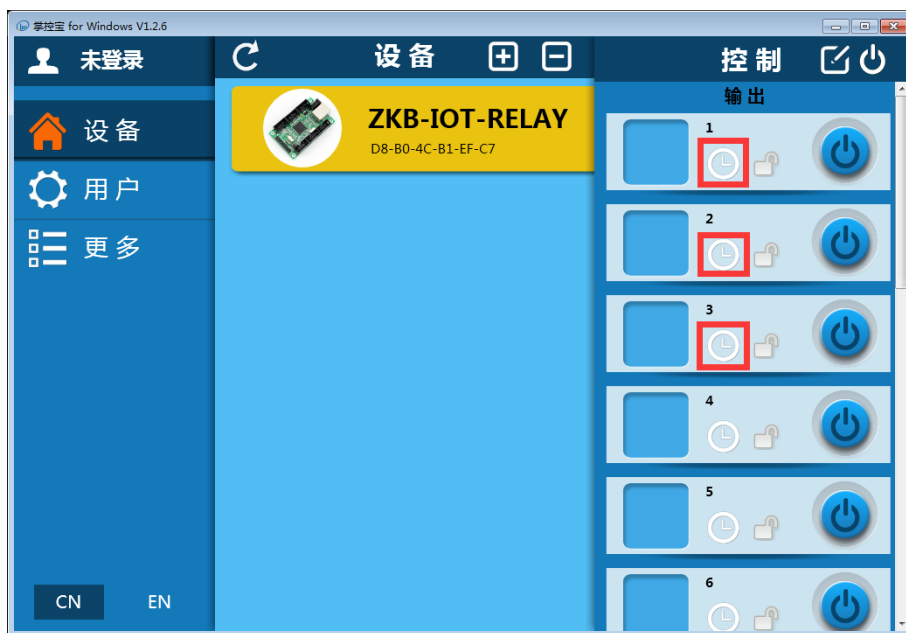 掌控宝 for Windows V1.2.6
未登录
设备
用户
更多
CN
EN
设备
ZKB-IOT-RELAY
D8-B0-4C-B1-EF-C7
控制
输出
1
2
3
4
5
6